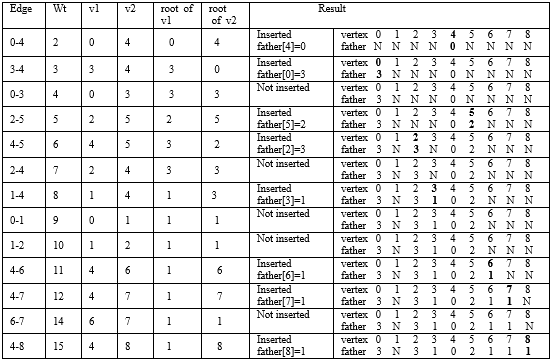 Edge Wt v1 v2 root of v1 root of v2 Result
0-4 2 0 4 0 4 Inserted vertex 0 1 2 3 4 5 6 7 8
father[4]=0 father N N N N 0 N N N N
3-4 3 3 4 3 0 Inserted vertex 0 1 2 3 4 5 6 7 8
father[0]=3 father 3 N N N 0 N N N N
0-3 4 0 3 3 3 Not inserted vertex 0 1 2 3 4 5 6 7 8
father 3 N N N 0 N N N N
2-5 5 2 5 2 5 Inserted vertex 0 1 2 3 4 5 6 7 8
father[5]=2 father 3 N N N 0 2 N N N
4-5 6 4 5 3 2 Inserted vertex 0 1 2 3 4 5 6 7 8
father[2]=3 father 3 N 3 N 0 2 N N N
2-4 7 2 4 3 3 Not inserted vertex 0 1 2 3 4 5 6 7 8
father 3 N 3 N 0 2 N N N
1-4 8 1 4 1 3 Inserted vertex 0 1 2 3 4 5 6 7 8
father[3]=1 father 3 N 3 1 0 2 N N N
0-1 9 0 1 1 1 Not inserted vertex 0 1 2 3 4 5 6 7 8
father 3 N 3 1 0 2 N N N
1-2 10 1 2 1 1 Not inserted vertex 0 1 2 3 4 5 6 7 8
father 3 N 3 1 0 2 N N N
4-6 11 4 6 1 6 Inserted vertex 0 1 2 3 4 5 6 7 8
father[6]=1 father 3 N 3 1 0 2 1 N N
4-7 12 4 7 1 7 Inserted vertex 0 1 2 3 4 5 6 7 8
father[7]=1 father 3 N 3 1 0 2 1 1 N
6-7 14 6 7 1 1 Not inserted vertex 0 1 2 3 4 5 6 7 8
father 3 N 3 1 0 2 1 1 N
4-8 15 4 8 1 8 Inserted vertex 0 1 2 3 4 5 6 7 8
father[8]=1 father 3 N 3 1 0 2 1 1 1